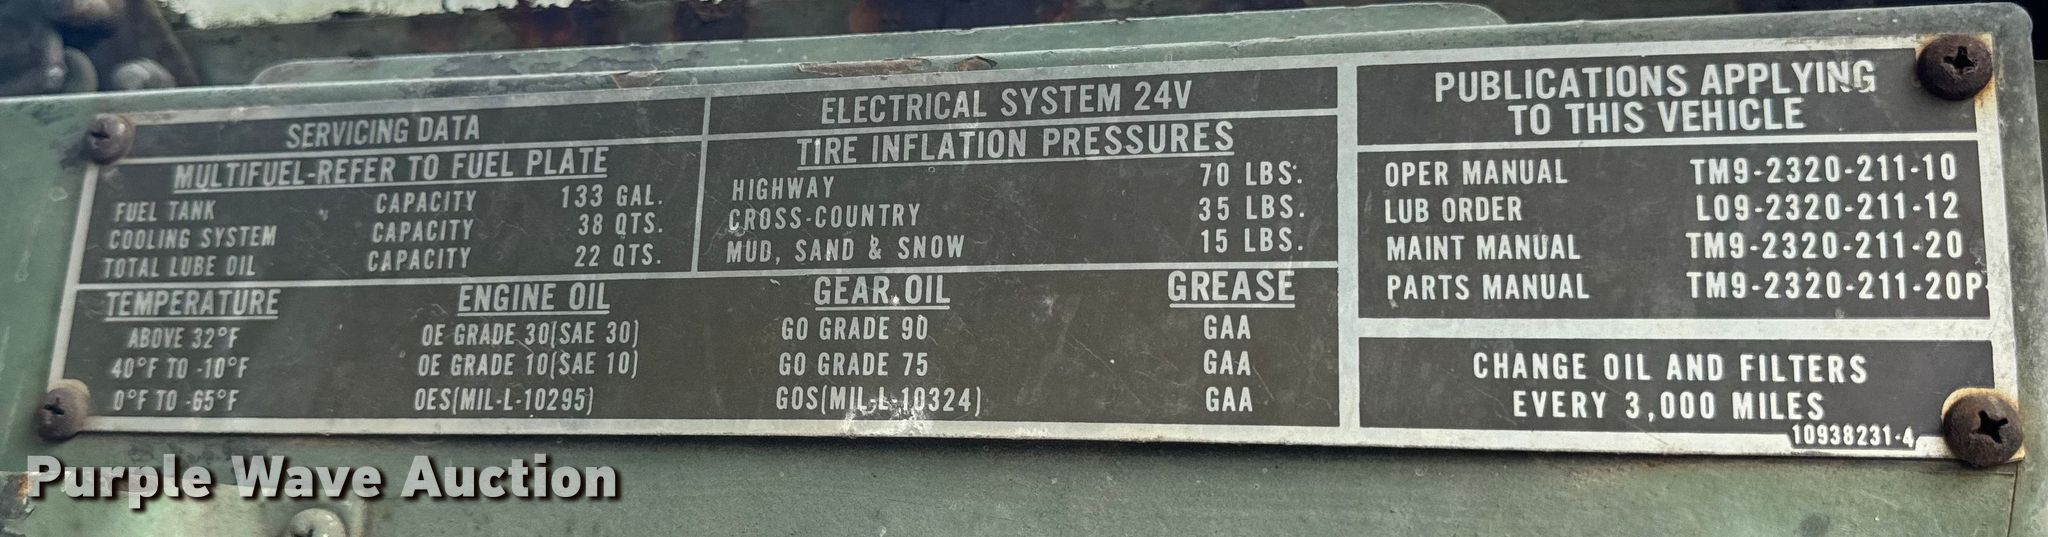 SERVICING DATA
MULTIFUEL-REFER TO FUEL PLATE
FUEL TANK CAPACITY 133 GAL.
COOLING SYSTEM CAPACITY 38 QTS.
TOTAL LUBE OIL CAPACITY 22 QTS.
ELECTRICAL SYSTEM 24V
TIRE INFLATION PRESSURES
HIGHWAY 70 LBS.
CROSS-COUNTRY 35 LBS.
MUD, SAND & SNOW 15 LBS.
TEMPERATURE ENGINE OIL GEAR OIL GREASE
ABOVE 32°F OE GRADE 30(SAE 30) GO GRADE 90 GAA
40°F TO -10°F OE GRADE 10(SAE 10) GO GRADE 75 GAA
0°F TO -65°F OES(MIL-L-10295) GOS(MIL-L-10324) GAA
PUBLICATIONS APPLYING
TO THIS VEHICLE
OPER MANUAL TM9-2320-211-10
LUB ORDER LO9-2320-211-12
MAINT MANUAL TM9-2320-211-20
PARTS MANUAL TM9-2320-211-20P
CHANGE OIL AND FILTERS
EVERY 3,000 MILES
10938231-4
Purple Wave Auction